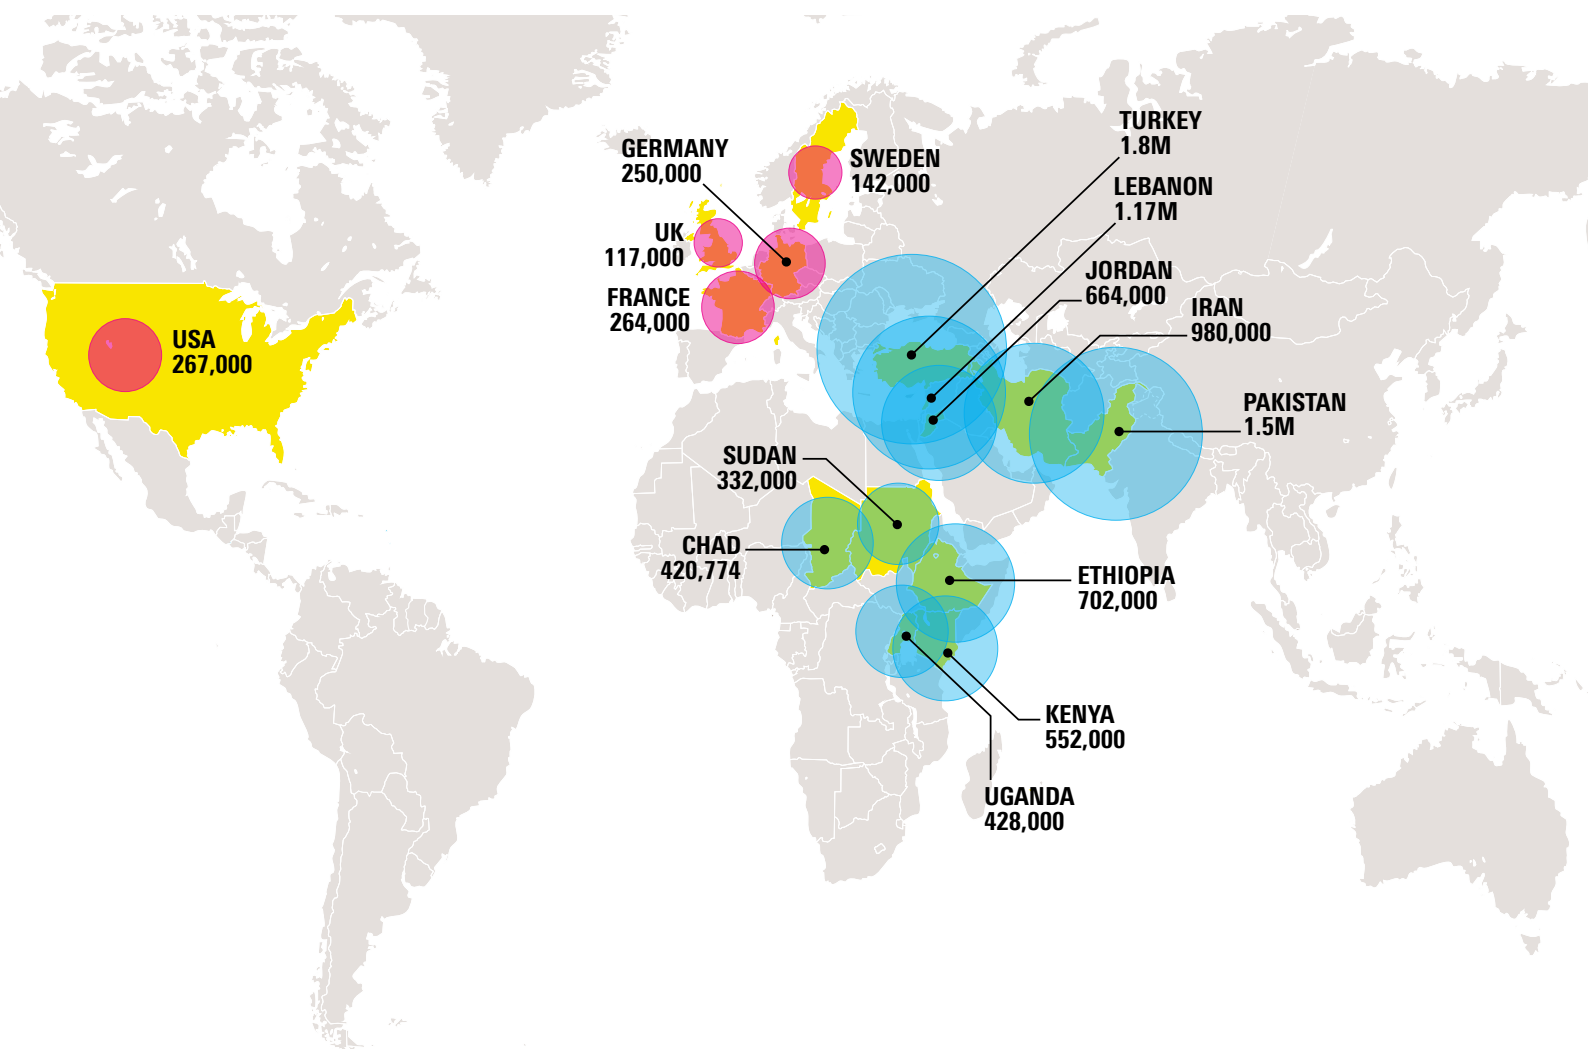 TURKEY
1.8M
GERMANY
250,000
SWEDEN
142,000
LEBANON
1.17M
UK
117,000
JORDAN
664,000
FRANCE
264,000
IRAN
980,000
USA
267,000
PAKISTAN
1.5M
SUDAN
332,000
CHAD
420,774
ETHIOPIA
702,000
KENYA
552,000
UGANDA
428,000